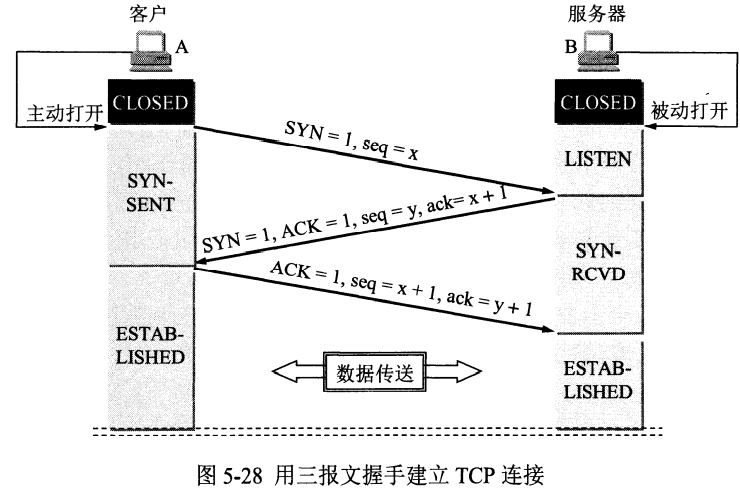 客户
服务器
A
B
CLOSED
CLOSED
主动打开
被动打开
SYN = 1, seq = x
LISTEN
SYN-
SENT
SYN = 1, ACK = 1, seq = y, ack= x + 1
SYN-
RCVD
ACK = 1, seq = x + 1, ack = y + 1
ESTAB-
LISHED
数据传送
ESTAB-
LISHED
图 5-28 用三报文握手建立 TCP 连接